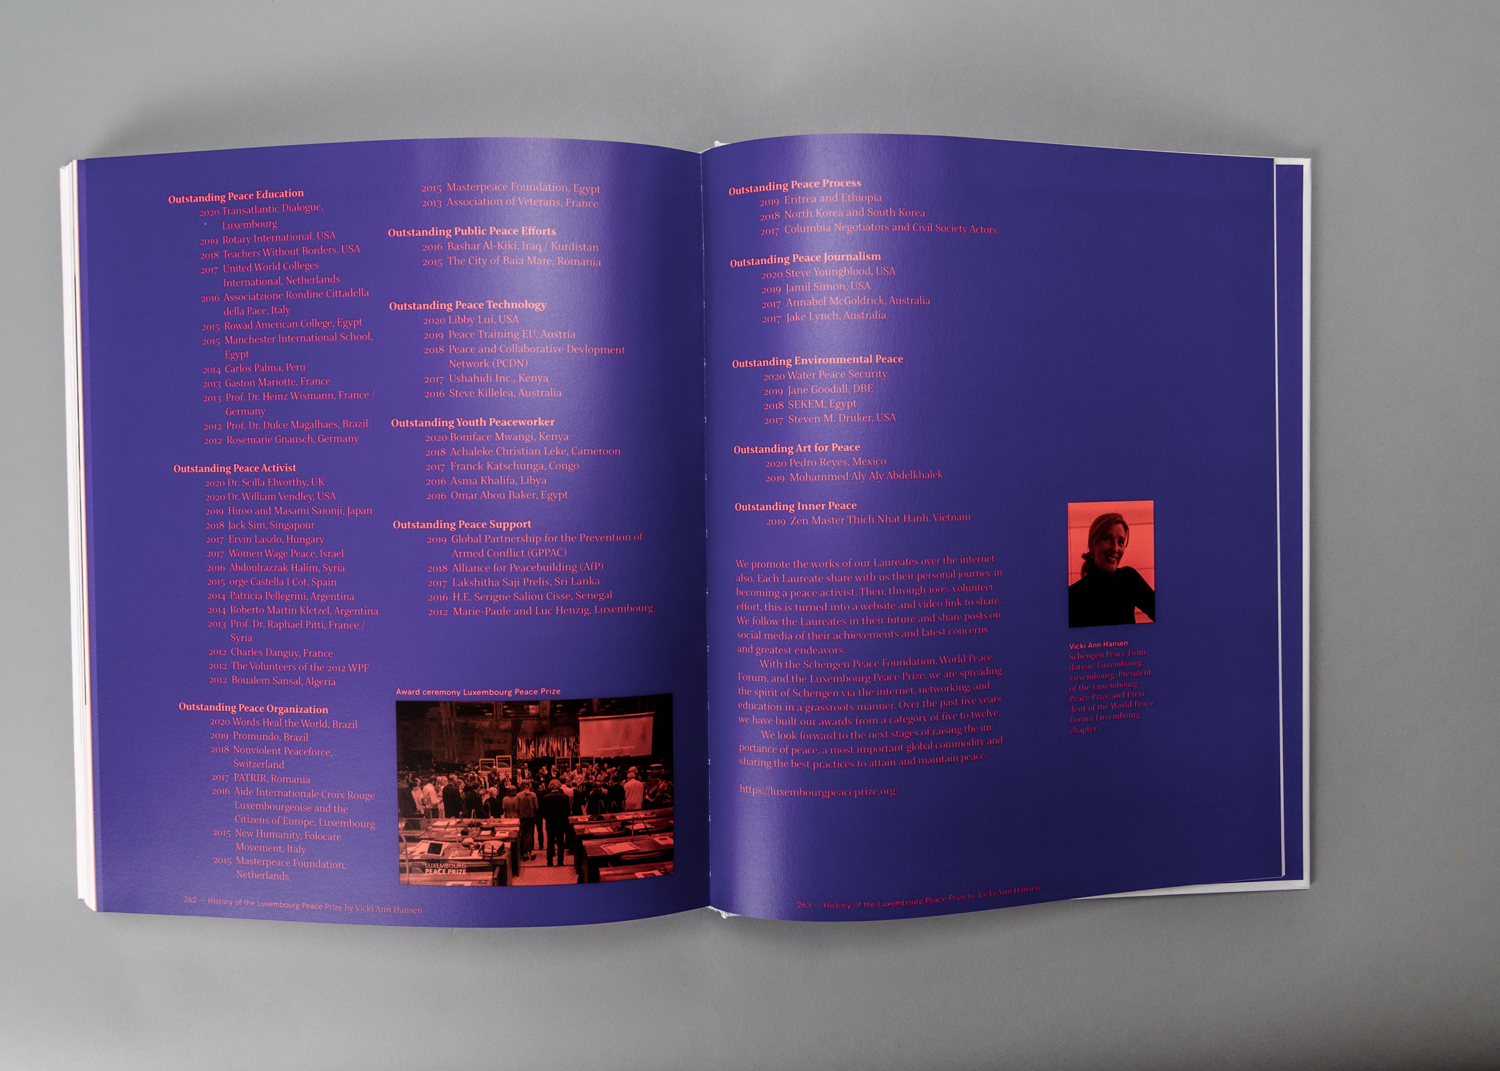 Outstanding Peace Education
2020 Transatlantic Dialogue,
Luxembourg
2019 Rotary International, USA
2018 Teachers Without Borders, USA
2017 United World Colleges
International, Netherlands
2016 Associatzione Rondine Cittadella
della Pace, Italy
2015 Rowad American College, Egypt
2015 Manchester International School,
Egypt
2014 Carlos Palma, Peru
2013 Gaston Mariotte, France
2013 Prof. Dr. Heinz Wismann, France /
Germany
2012 Prof. Dr. Dulce Magalhaes, Brazil
2012 Rosemarie Gnausch, Germany
Outstanding Peace Activist
2020 Dr. Scilla Elworthy, UK
2020 Dr. William Vendley, USA
2019 Hiroo and Masami Saionji, Japan
2018 Jack Sim, Singapour
2017 Ervin Laszlo, Hungary
2017 Women Wage Peace, Israel
2016 Abdoulrazzak Halim, Syria
2015 orge Castella I Cot, Spain
2014 Patricia Pellegrini, Argentina
2014 Roberto Martin Kletzel, Argentina
2013 Prof. Dr. Raphael Pitti, France /
Syria
2012 Charles Danguy, France
2012 The Volunteers of the 2012 WPF
2012 Boualem Sansal, Algeria
Outstanding Peace Organization
2020 Words Heal the World, Brazil
2019 Promundo, Brazil
2018 Nonviolent Peaceforce,
Switzerland
2017 PATRIR, Romania
2016 Aide Internationale Croix Rouge
Luxembourgeoise and the
Citizens of Europe, Luxembourg
2015 New Humanity, Folocare
Movement, Italy
2015 Masterpeace Foundation,
Netherlands
2015 Masterpeace Foundation, Egypt
2013 Association of Veterans, France
Outstanding Public Peace Efforts
2016 Bashar Al-Kiki, Iraq / Kurdistan
2015 The City of Baia Mare, Romania
Outstanding Peace Technology
2020 Libby Lui, USA
2019 Peace Training EU, Austria
2018 Peace and Collaborative Devlopment
Network (PCDN)
2017 Ushahidi Inc., Kenya
2016 Steve Killelea, Australia
Outstanding Youth Peaceworker
2020 Boniface Mwangi, Kenya
2018 Achaleke Christian Leke, Cameroon
2017 Franck Katschunga, Congo
2016 Asma Khalifa, Libya
2016 Omar Abou Baker, Egypt
Outstanding Peace Support
2019 Global Partnership for the Prevention of
Armed Conflict (GPPAC)
2018 Alliance for Peacebuilding (AfP)
2017 Lakshitha Saji Prelis, Sri Lanka
2016 H.E. Serigne Saliou Cisse, Senegal
2012 Marie-Paule and Luc Henzig, Luxembourg
Award ceremony Luxembourg Peace Prize
LUXEMBOURG
PEACE PRIZE
262 — History of the Luxembourg Peace Prize by Vicki Ann Hansen
Outstanding Peace Process
2019 Eritrea and Ethiopia
2018 North Korea and South Korea
2017 Columbia Negotiators and Civil Society Actors
Outstanding Peace Journalism
2020 Steve Youngblood, USA
2019 Jamil Simon, USA
2017 Annabel McGoldrick, Australia
2017 Jake Lynch, Australia
Outstanding Environmental Peace
2020 Water Peace Security
2019 Jane Goodall, DBE
2018 SEKEM, Egypt
2017 Steven M. Druker, USA
Outstanding Art for Peace
2020 Pedro Reyes, Mexico
2019 Mohammed Aly Aly Abdelkhalek
Outstanding Inner Peace
2019 Zen Master Thich Nhat Hanh, Vietnam
We promote the works of our Laureates over the internet
also. Each Laureate share with us their personal journey in
becoming a peace activist. Then, through 100% volunteer
effort, this is turned into a website and video link to share.
We follow the Laureates in their future and share posts on
social media of their achievements and latest concerns
and greatest endeavors.
With the Schengen Peace Foundation, World Peace
Forum, and the Luxembourg Peace Prize, we are spreading
the spirit of Schengen via the internet, networking, and
education in a grassroots manner. Over the past five years
we have built our awards from a category of five to twelve.
We look forward to the next stages of raising the im-
portance of peace, a most important global commodity and
sharing the best practices to attain and maintain peace.
https://luxembourgpeaceprize.org
Vicki Ann Hansen
Schengen Peace Foun-
dation, Luxembourg,
Luxembourg. President
of the Luxembourg
Peace Prize and Presi-
dent of the World Peace
Forum Luxembourg
chapter
263 — History of the Luxembourg Peace Prize by Vicki Ann Hansen